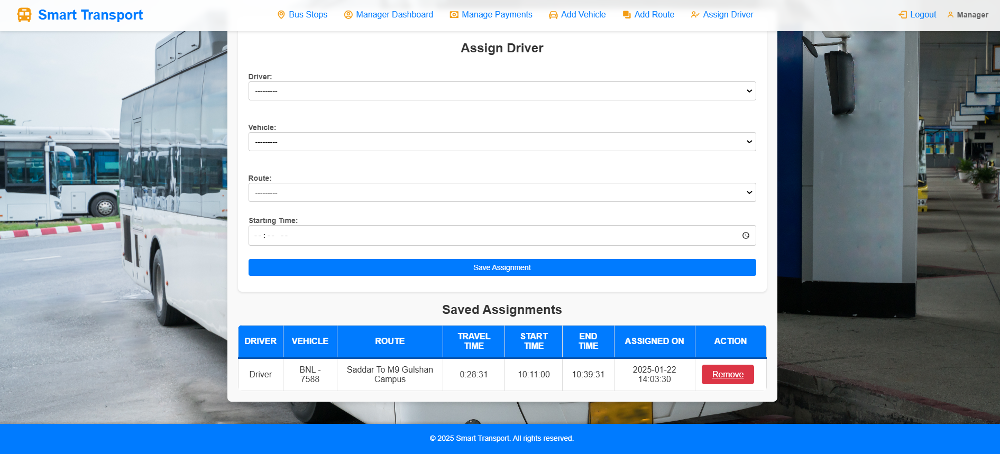 Smart Transport
Bus Stops
Manager Dashboard
Manage Payments
Add Vehicle
Add Route
Assign Driver
Logout
Manager
Assign Driver
Driver:
---------
Vehicle:
---------
Route:
---------
Starting Time:
--:-- --
Save Assignment
Saved Assignments
DRIVER
VEHICLE
ROUTE
TRAVEL
TIME
START
TIME
END
TIME
ASSIGNED ON
ACTION
Driver
BNL -
7588
Saddar To M9 Gulshan
Campus
0:28:31
10:11:00
10:39:31
2025-01-22
14:03:30
Remove
© 2025 Smart Transport. All rights reserved.